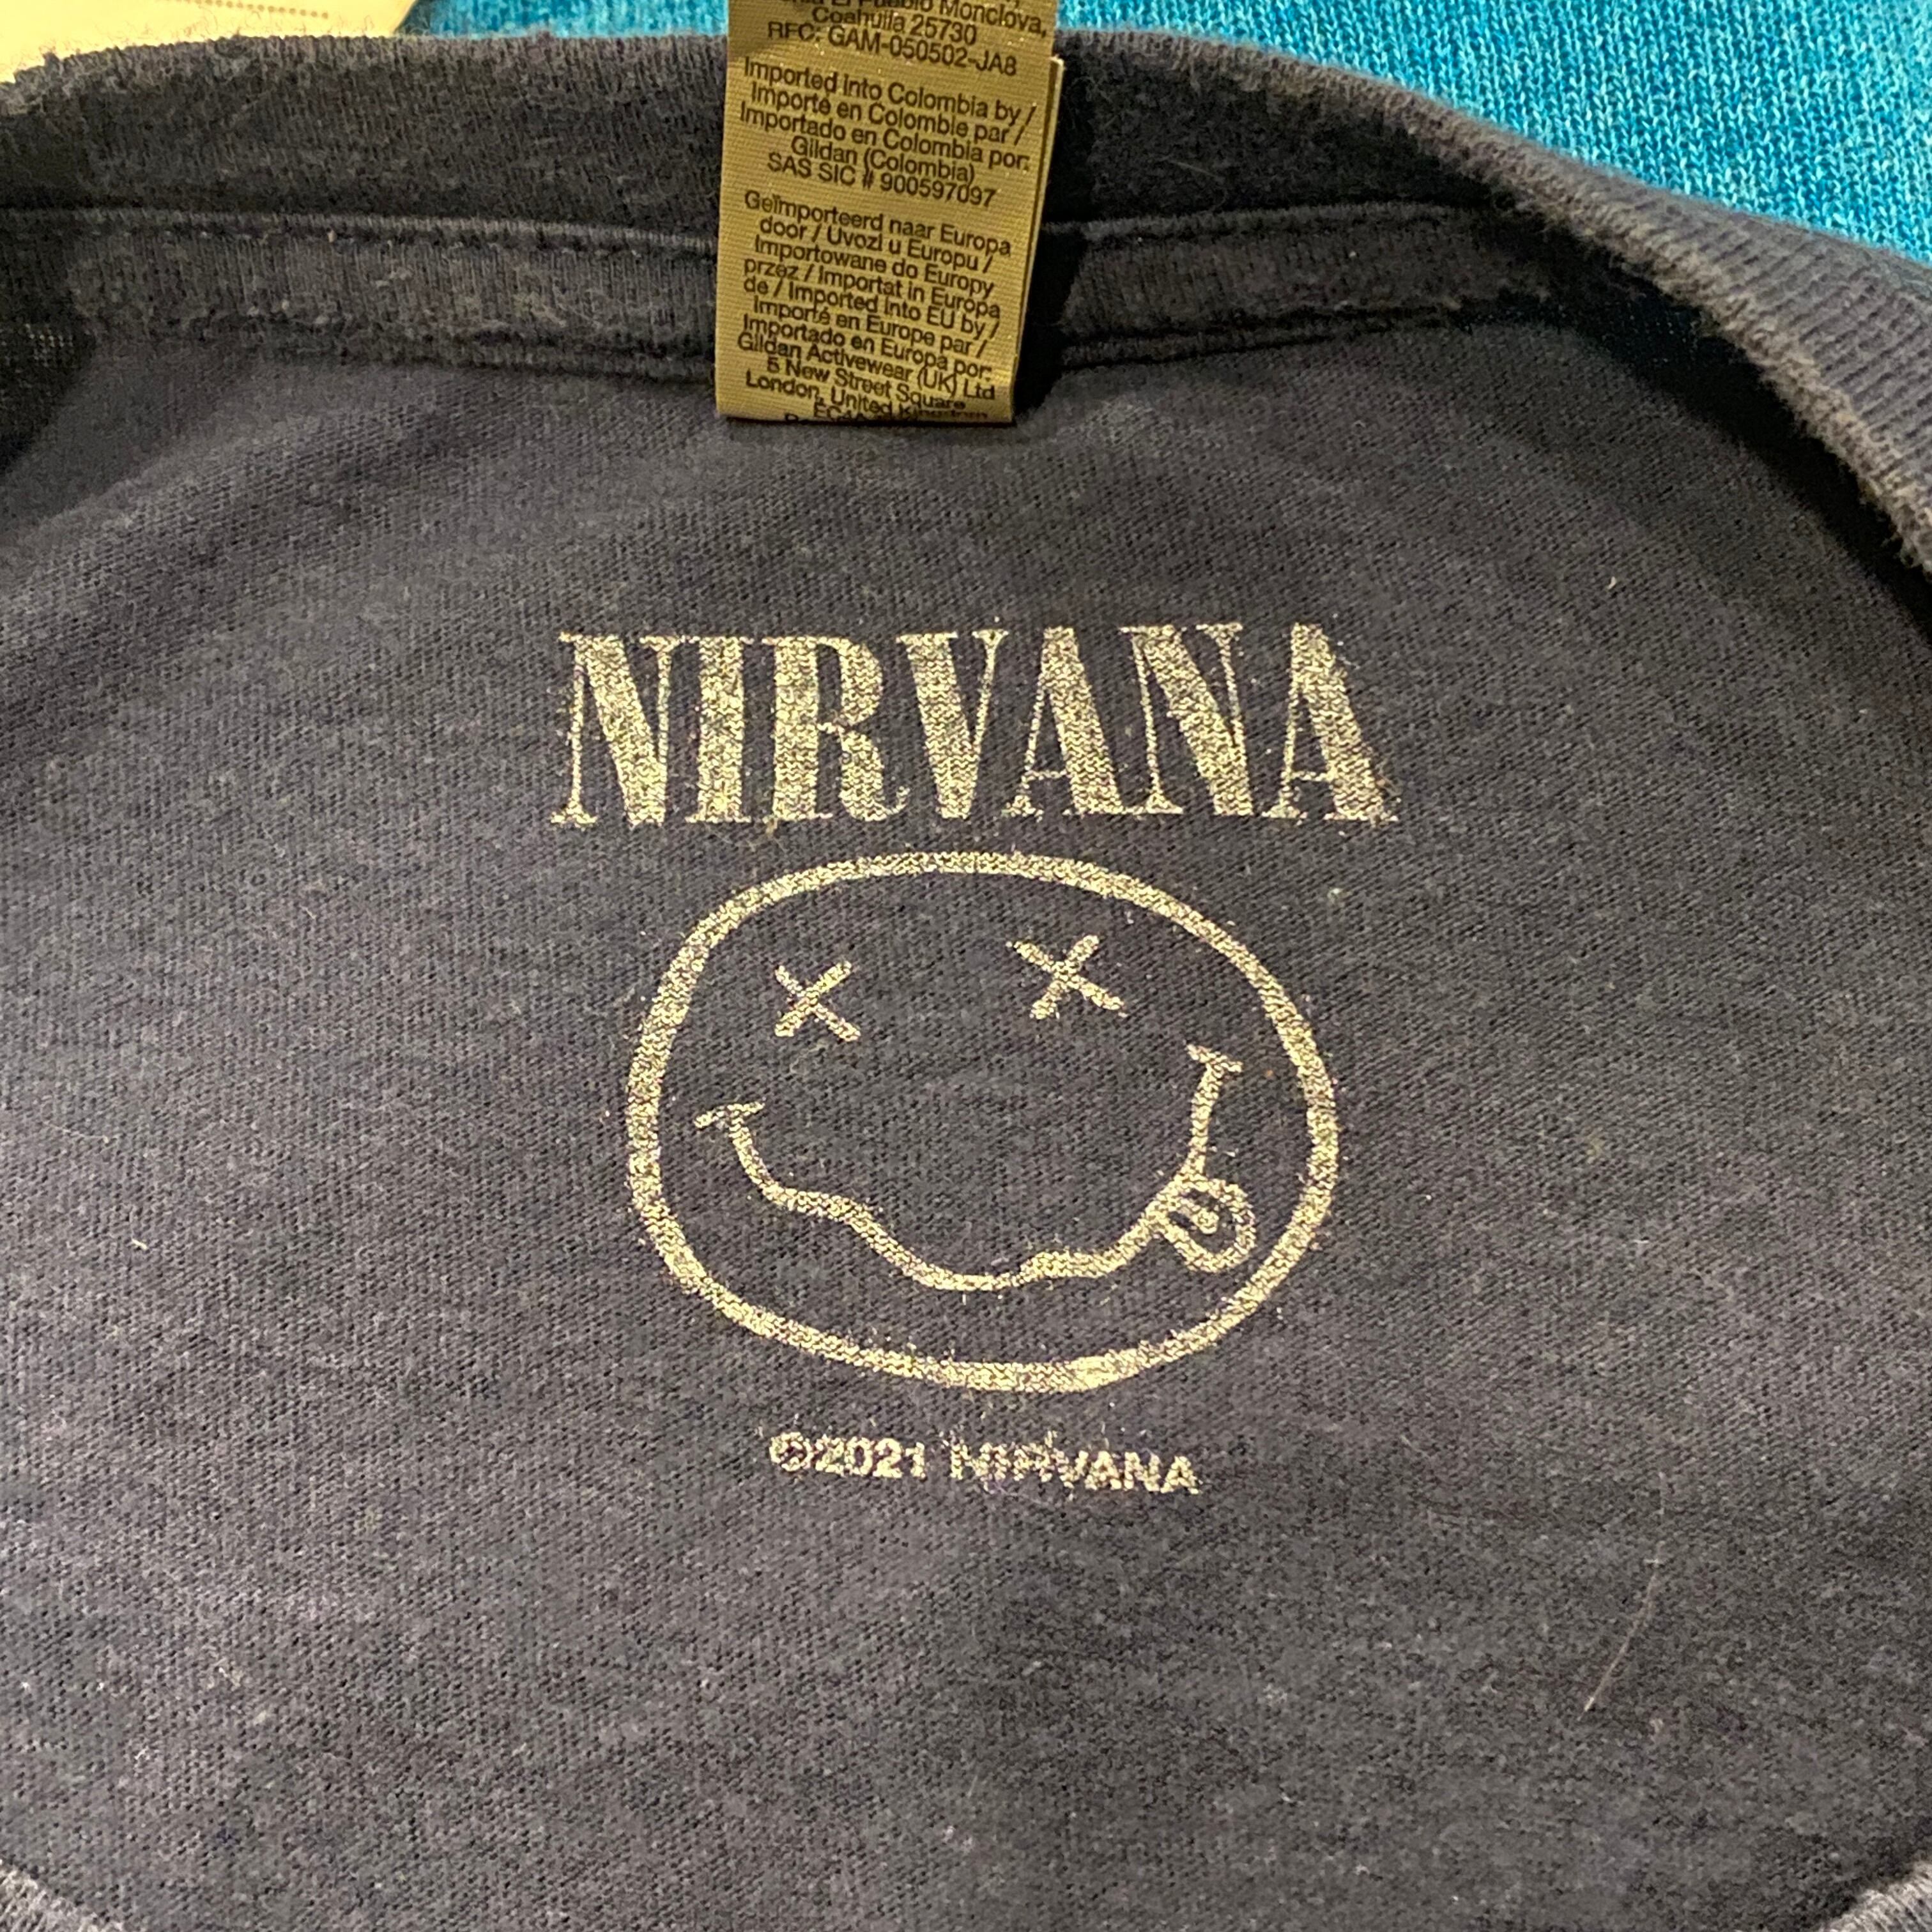 Pueblo Monclova,
Coahuila 25730
RFC: GAM-050502-JA8
Imported into Colombia by /
Importé en Colombie par /
Importado en Colombia por:
Gildan (Colombia)
SAS SIC # 900597097
Geïmporteerd naar Europa
door / Uvozi u Europu /
Importowane do Europy
przez / Importat in Europa
de / Imported into EU by /
Importé en Europe par /
Importado en Europa por:
Gildan Activewear (UK) Ltd
5 New Street Square
London, United Kingdom
NIRVANA
©2021 NIRVANA